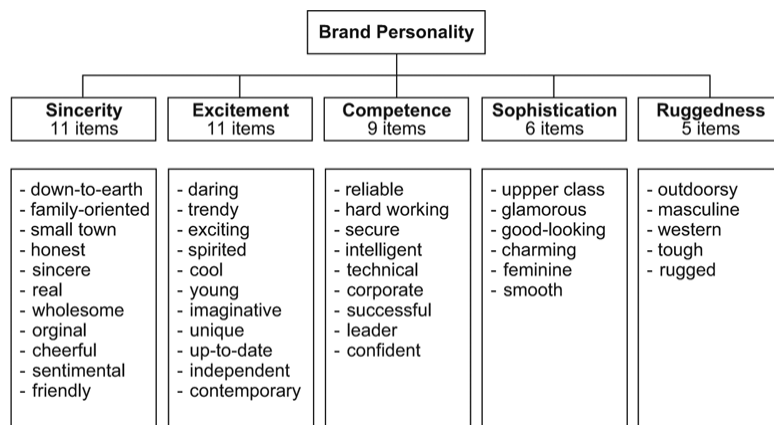 Brand Personality
Sincerity
11 items
- down-to-earth
- family-oriented
- small town
- honest
- sincere
- real
- wholesome
- orginal
- cheerful
- sentimental
- friendly
Excitement
11 items
- daring
- trendy
- exciting
- spirited
- cool
- young
- imaginative
- unique
- up-to-date
- independent
- contemporary
Competence
9 items
- reliable
- hard working
- secure
- intelligent
- technical
- corporate
- successful
- leader
- confident
Sophistication
6 items
- uppper class
- glamorous
- good-looking
- charming
- feminine
- smooth
Ruggedness
5 items
- outdoorsy
- masculine
- western
- tough
- rugged